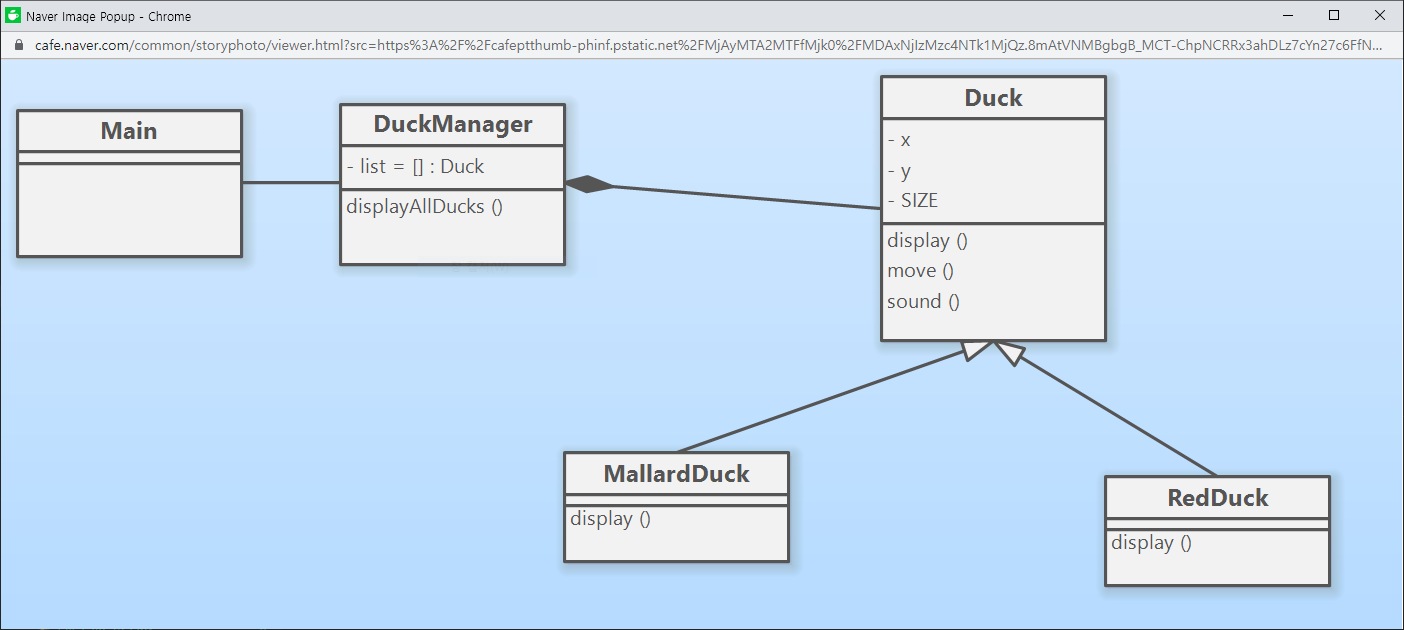 Naver Image Popup - Chrome
cafe.naver.com/common/storyphoto/viewer.html?src=https%3A%2F%2Fcafeptthumb-phinf.pstatic.net%2FMjAyMTA2MTFfMjk0%2FMDAxNjIzMzc4NTk1MjQz.8mAtVNMBgbgB_MCT-ChpNCRRx3ahDLz7cYn27c6FfN...
Main
DuckManager
- list = [] : Duck
displayAllDucks ()
Duck
- x
- y
- SIZE
display ()
move ()
sound ()
MallardDuck
display ()
RedDuck
display ()